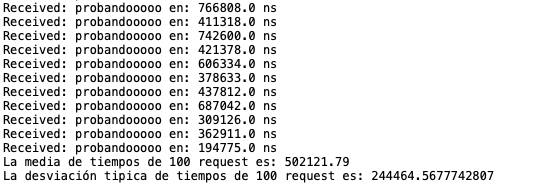 Received: probandooooo en: 766808.0 ns
Received: probandooooo en: 411318.0 ns
Received: probandooooo en: 742600.0 ns
Received: probandooooo en: 421378.0 ns
Received: probandooooo en: 606334.0 ns
Received: probandooooo en: 378633.0 ns
Received: probandooooo en: 437812.0 ns
Received: probandooooo en: 687042.0 ns
Received: probandooooo en: 309126.0 ns
Received: probandooooo en: 362911.0 ns
Received: probandooooo en: 194775.0 ns
La media de tiempos de 100 request es: 502121.79
La desviación tipica de tiempos de 100 request es: 244464.5677742807